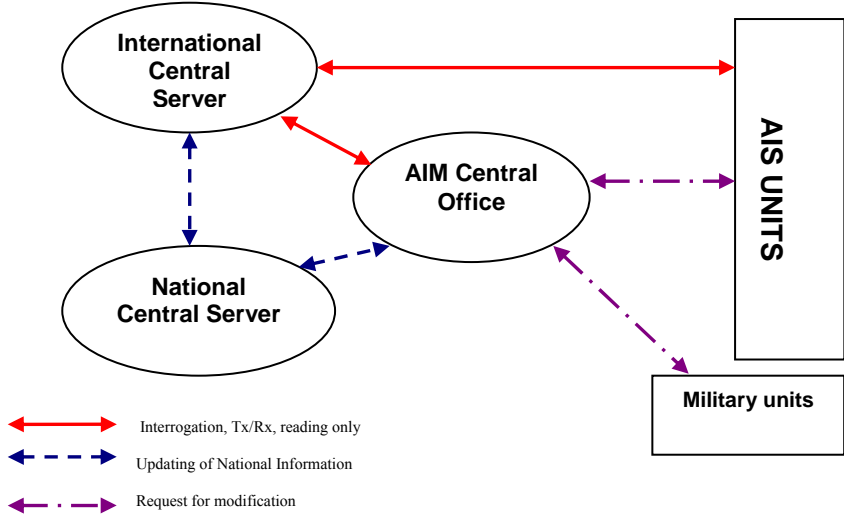 International
Central
Server
AIM Central
Office
AIS UNITS
National
Central Server
Military units
Interrogation, Tx/Rx, reading only
Updating of National Information
Request for modification